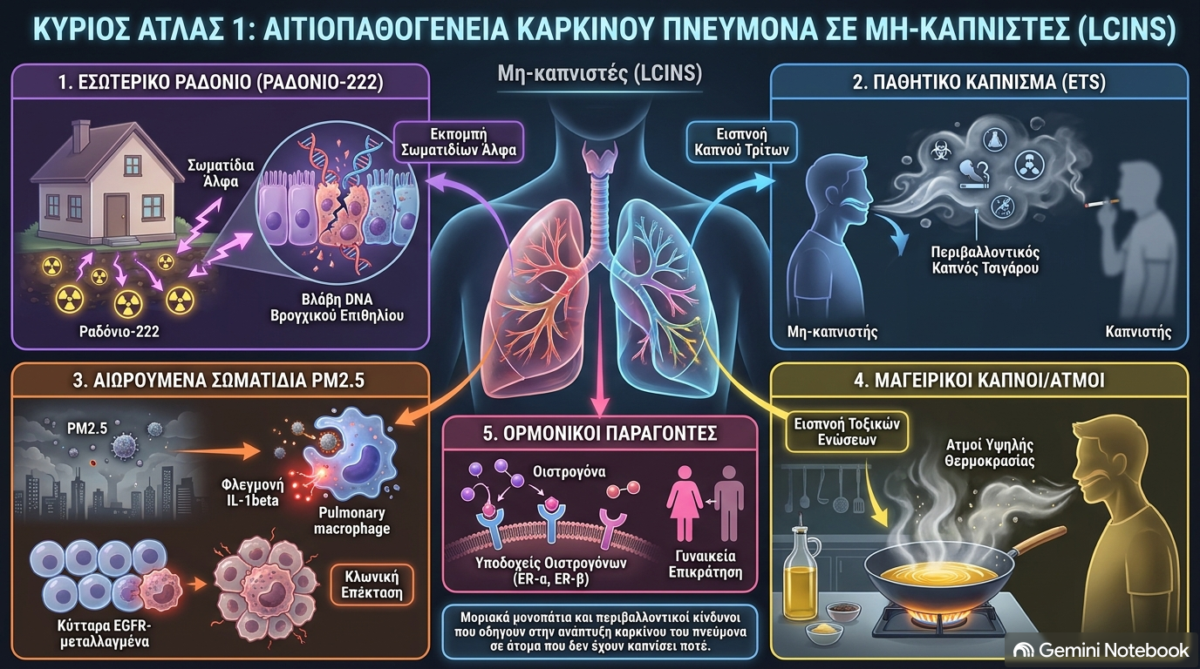 ΚΥΡΙΟΣ ΑΤΛΑΣ 1: ΑΙΤΙΟΠΑΘΟΓΕΝΕΙΑ ΚΑΡΚΙΝΟΥ ΠΝΕΥΜΟΝΑ ΣΕ ΜΗ-ΚΑΠΝΙΣΤΕΣ (LCINS)
Μη-καπνιστές (LCINS)
1. ΕΣΩΤΕΡΙΚΟ ΡΑΔΟΝΙΟ (ΡΑΔΟΝΙΟ-222)
Εκπομπή
Σωματιδίων Άλφα
Σωματίδια
Άλφα
Βλάβη DNA
Βρογχικού Επιθηλίου
Ραδόνιο-222
2. ΠΑΘΗΤΙΚΟ ΚΑΠΝΙΣΜΑ (ETS)
Εισπνοή
Καπνού Τρίτων
Περιβαλλοντικός
Καπνός Τσιγάρου
Μη-καπνιστής
Καπνιστής
3. ΑΙΩΡΟΥΜΕΝΑ ΣΩΜΑΤΙΔΙΑ PM2.5
PM2.5
Φλεγμονή
IL-1beta
Pulmonary
macrophage
Κύτταρα EGFR-
μεταλλαγμένα
Κλωνική
Επέκταση
4. ΜΑΓΕΙΡΙΚΟΙ ΚΑΠΝΟΙ/ΑΤΜΟΙ
Εισπνοή Τοξικών
Ενώσεων
Ατμοί Υψηλής
Θερμοκρασίας
5. ΟΡΜΟΝΙΚΟΙ ΠΑΡΑΓΟΝΤΕΣ
Οιστρογόνα
Υποδοχείς Οιστρογόνων
(ER-α, ER-β)
Γυναικεία
Επικράτηση
Μοριακά μονοπάτια και περιβαλλοντικοί κίνδυνοι
που οδηγουν στην ανάπτυξη καρκίνου του πνεύμονα
σε άτομα που δεν έχουν καπνίσει ποτέ.
Gemini Notebook